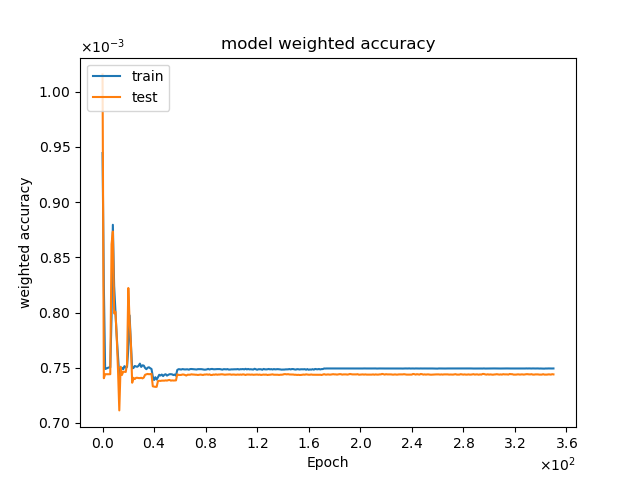 model weighted accuracy
×10⁻³
train
test
1.00
0.95
0.90
0.85
0.80
0.75
0.70
weighted accuracy
0.0 0.4 0.8 1.2 1.6 2.0 2.4 2.8 3.2 3.6
Epoch
×10²